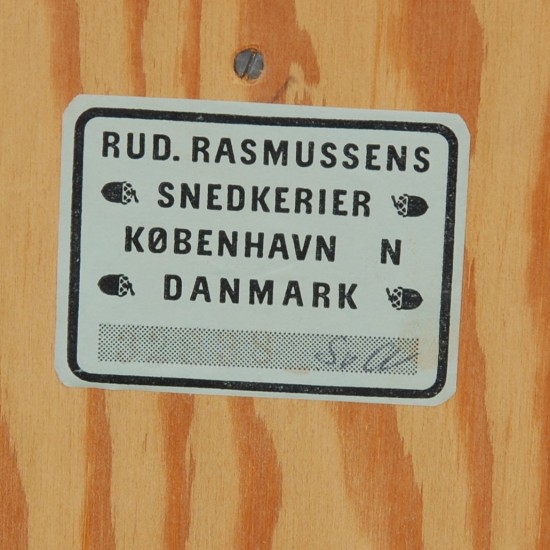 RUD. RASMUSSENS
SNEDKERIER
KØBENHAVN N
DANMARK